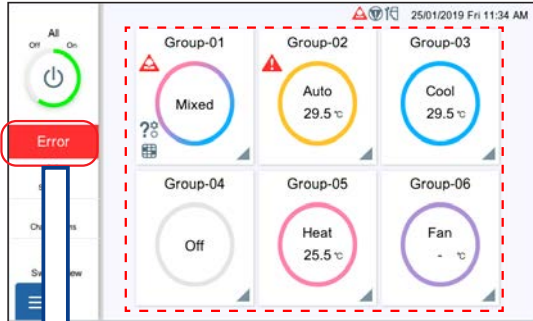 25/01/2019 Fri 11:34 AM
All
Off On
Error
Group-01
Mixed
Group-02
Auto
29.5 ℃
Group-03
Cool
29.5 ℃
Group-04
Off
Group-05
Heat
25.5 ℃
Group-06
Fan
- ℃